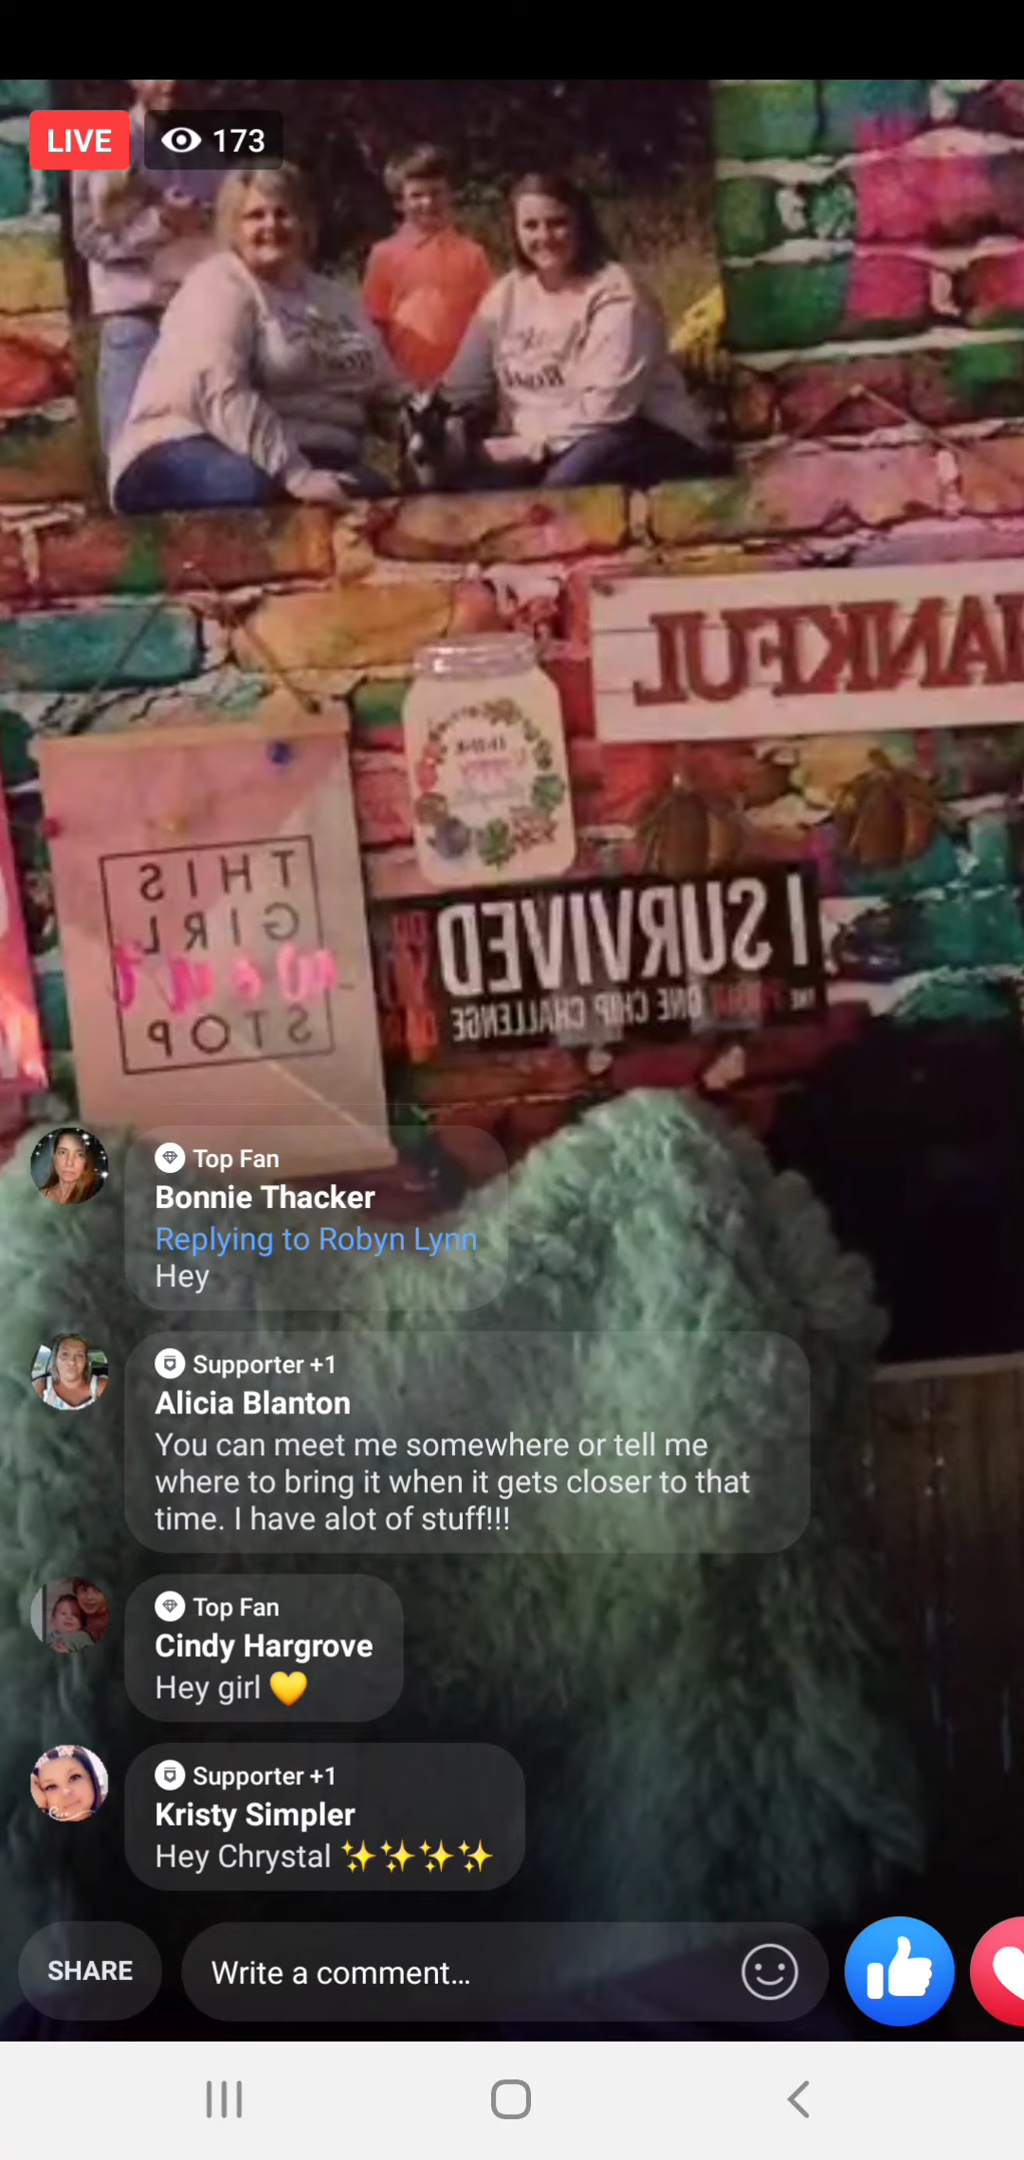 LIVE 173
THANKFUL
THIS
GIRL
won't
STOP
I SURVIVED
THE ONE CHIP CHALLENGE
Top Fan
Bonnie Thacker
Replying to Robyn Lynn
Hey
Supporter +1
Alicia Blanton
You can meet me somewhere or tell me
where to bring it when it gets closer to that
time. I have alot of stuff!!!
Top Fan
Cindy Hargrove
Hey girl 💛
Supporter +1
Kristy Simpler
Hey Chrystal ✨✨✨✨
SHARE
Write a comment...